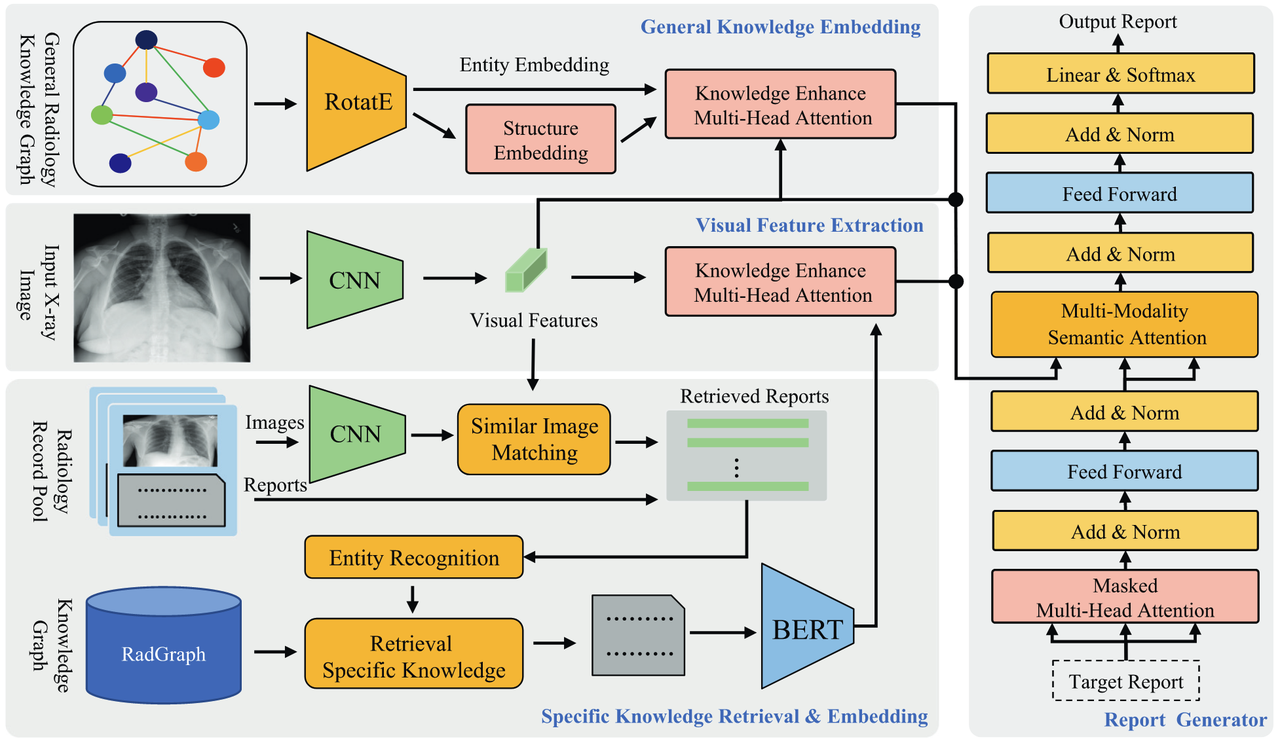 General Knowledge Embedding
General Radiology
Knowledge Graph
RotatE
Entity Embedding
Structure
Embedding
Knowledge Enhance
Multi-Head Attention
Visual Feature Extraction
Input X-ray
Image
CNN
Visual Features
Knowledge Enhance
Multi-Head Attention
Radiology
Record Pool
Images
Reports
CNN
Similar Image
Matching
Retrieved Reports
Entity Recognition
Knowledge
Graph
RadGraph
Retrieval
Specific Knowledge
BERT
Specific Knowledge Retrieval & Embedding
Output Report
Linear & Softmax
Add & Norm
Feed Forward
Add & Norm
Multi-Modality
Semantic Attention
Add & Norm
Feed Forward
Add & Norm
Masked
Multi-Head Attention
Target Report
Report Generator